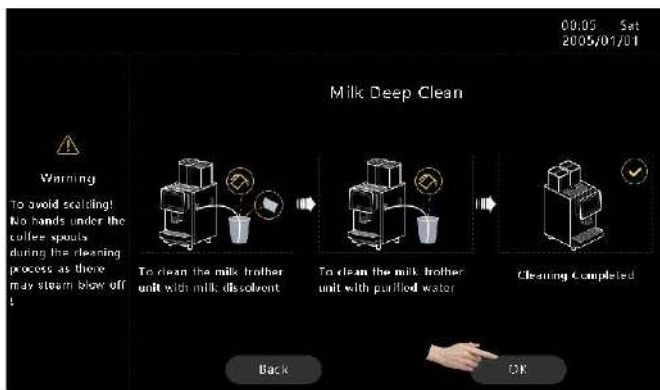 00:05 Sat
2005/01/01
Milk Deep Clean
Warning
To avoid scalding!
No hands under the
coffee spouts
during the cleaning
process as there
may steam blow off
!
To clean the milk frother
unit with milk dissolvent
To clean the milk frother
unit with purified water
Cleaning Completed
Back
OK